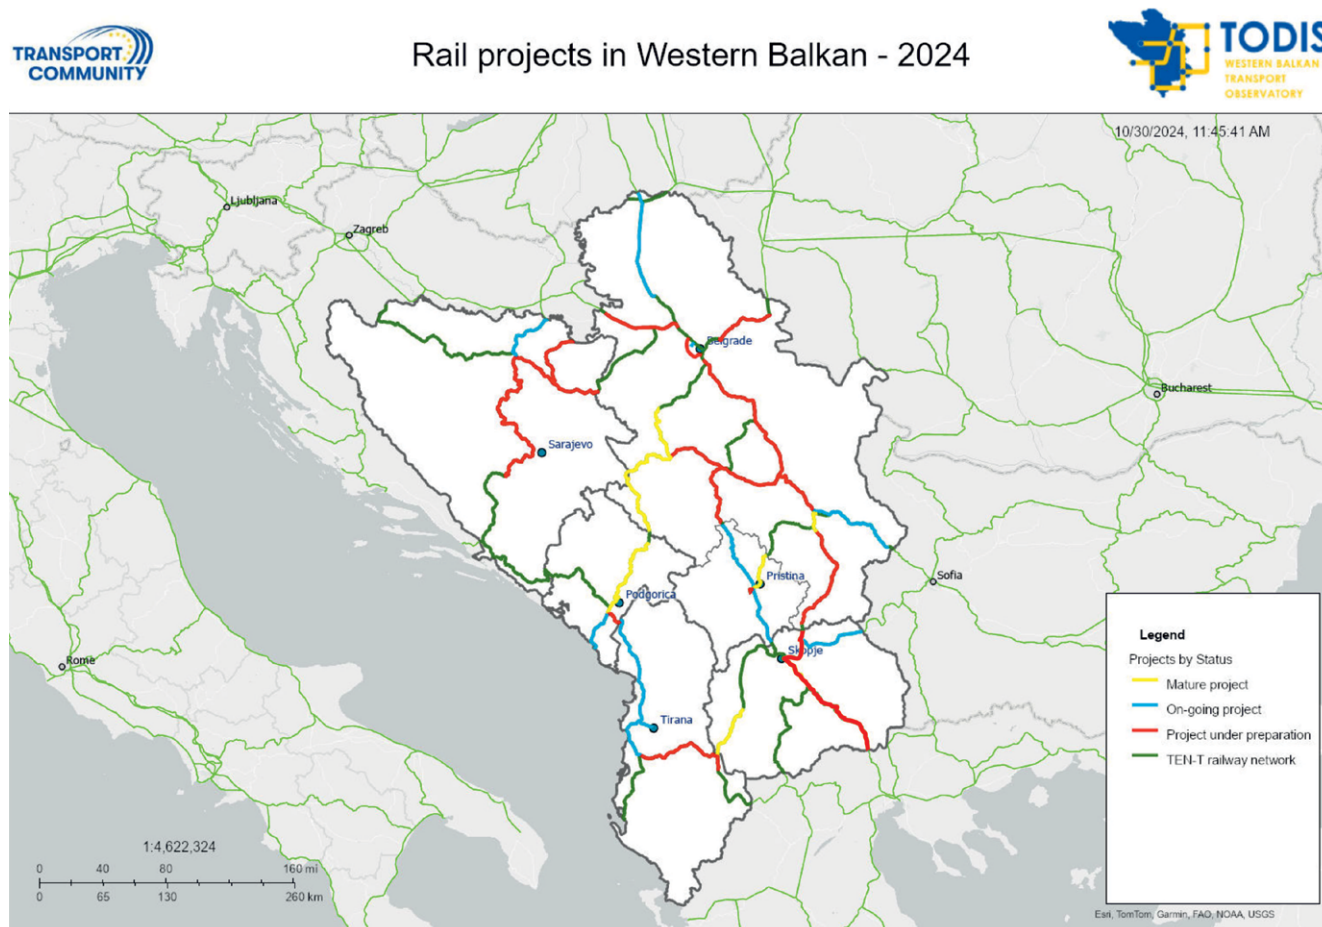 TRANSPORT
COMMUNITY
Rail projects in Western Balkan - 2024
TODIS
WESTERN BALKAN
TRANSPORT
OBSERVATORY
10/30/2024, 11:45:41 AM
Ljubljana
Zagreb
Belgrade
Bucharest
Sarajevo
Pristina
Sofia
Podgorica
Skopje
Rome
Tirana
Legend
Projects by Status
Mature project
On-going project
Project under preparation
TEN-T railway network
1:4,622,324
0 40 80 160 mi
0 65 130 260 km
Esri, TomTom, Garmin, FAO, NOAA, USGS